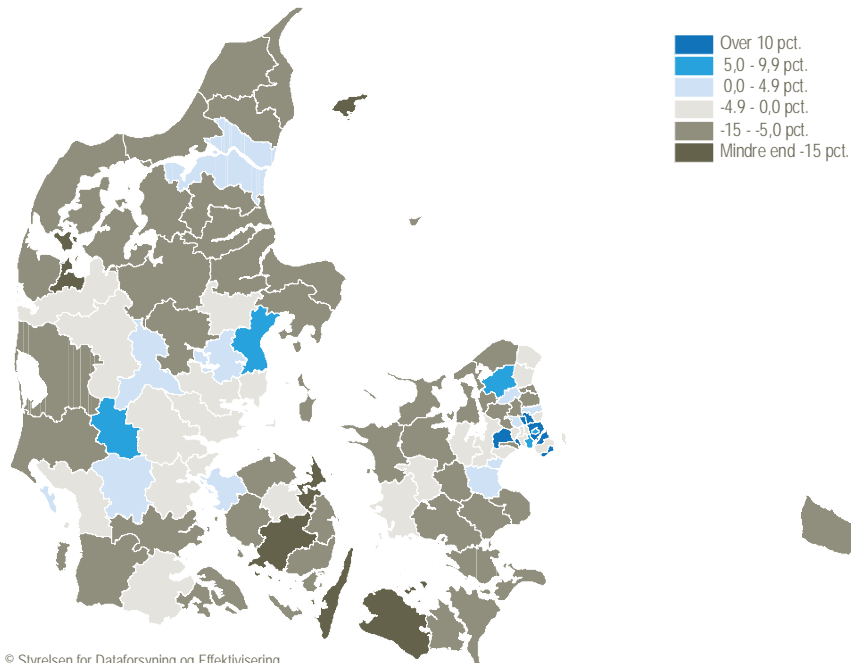 Over 10 pct.
5,0 - 9,9 pct.
0,0 - 4.9 pct.
-4.9 - 0,0 pct.
-15 - -5,0 pct.
Mindre end -15 pct.
© Styrelsen for Dataforsyning og Effektivisering